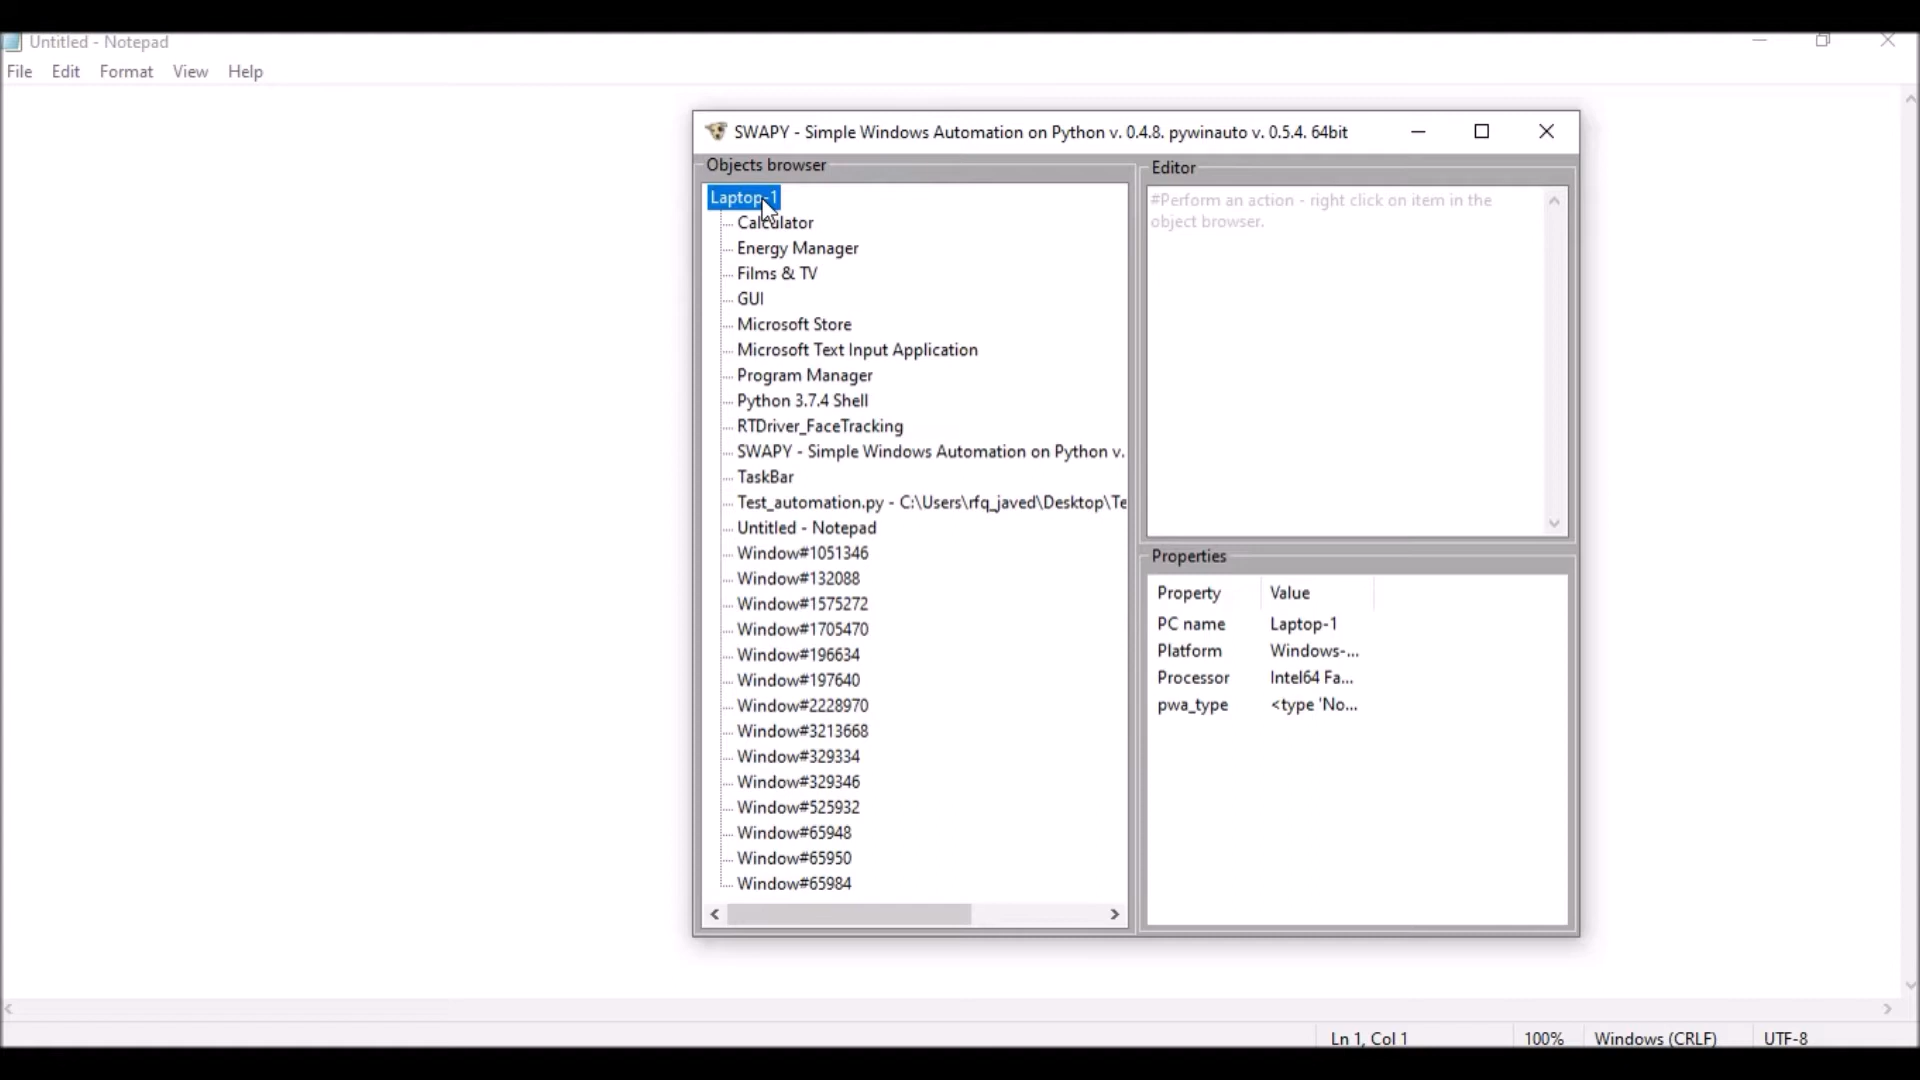 Untitled - Notepad
File Edit Format View Help
SWAPY - Simple Windows Automation on Python v. 0.4.8. pywinauto v. 0.5.4. 64bit
Objects browser
Laptop-1
Calculator
Energy Manager
Films & TV
GUI
Microsoft Store
Microsoft Text Input Application
Program Manager
Python 3.7.4 Shell
RTDriver_FaceTracking
SWAPY - Simple Windows Automation on Python v.
TaskBar
Test_automation.py - C:\Users\rfq_javed\Desktop\Te
Untitled - Notepad
Window#1051346
Window#132088
Window#1575272
Window#1705470
Window#196634
Window#197640
Window#2228970
Window#3213668
Window#329334
Window#329346
Window#525932
Window#65948
Window#65950
Window#65984
Editor
#Perform an action - right click on item in the
object browser.
Properties
Property Value
PC name Laptop-1
Platform Windows-...
Processor Intel64 Fa...
pwa_type <type 'No...
Ln 1, Col 1 100% Windows (CRLF) UTF-8